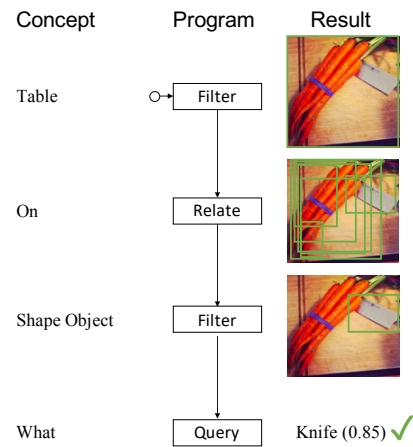 Concept Program Result
Table Filter
On Relate
Shape Object Filter
What Query Knife (0.85)